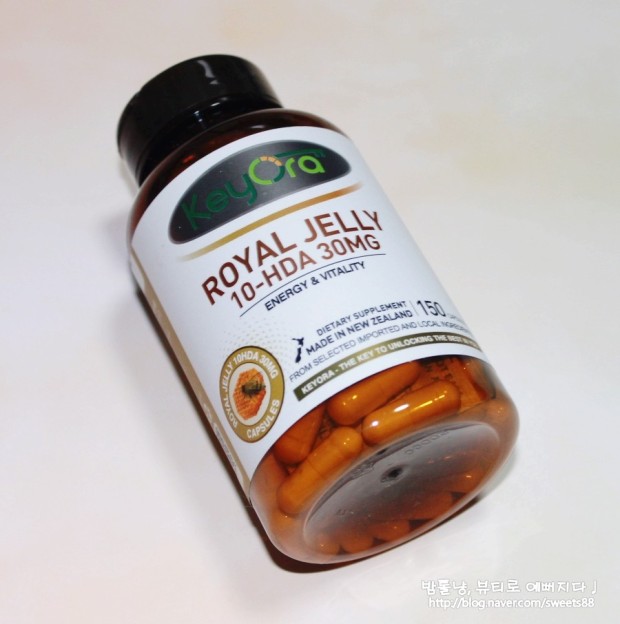 KeyOra
ROYAL JELLY
10-HDA 30MG
ENERGY & VITALITY
DIETARY SUPPLEMENT
MADE IN NEW ZEALAND
150
FROM SELECTED IMPORTED AND LOCAL
KEYORA - THE KEY TO UNLOCKING THE BEST
ROYAL JELLY 10HDA 30MG
CAPSULES
밤톨냥, 뷰티로 예뻐지다♩
http://blog.naver.com/sweets88